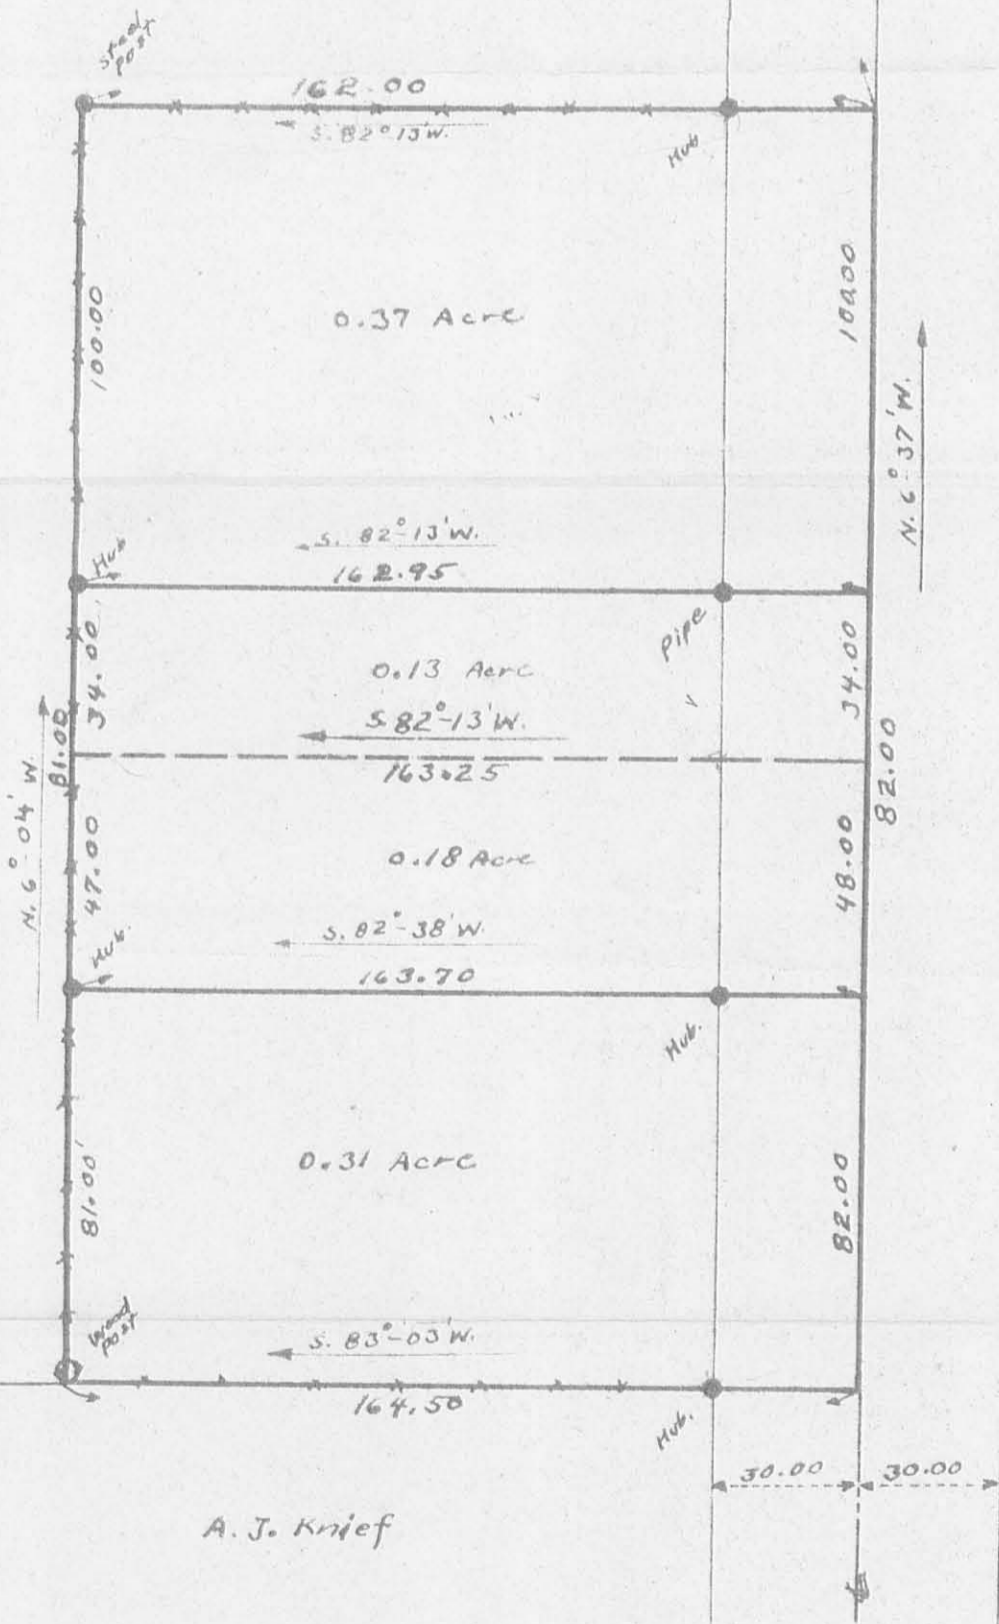 Steel
post
162.00
S. 82°13'W.
Hub
100.00
0.37 Acre
100.00
N. 6° 37' W.
S. 82°-13'W.
Hub
162.95
Pipe
34.00
0.13 Acre
34.00
S. 82°-13'W.
81.00
163.25
82.00
N. 6° 04' W.
47.00
0.18 Acre
48.00
S. 82°-38'W.
Hub.
163.70
Hub.
81.00'
0.31 Acre
82.00
Wood
post
S. 83°-03'W.
164.50
Hub.
30.00
30.00
A. J. Knief